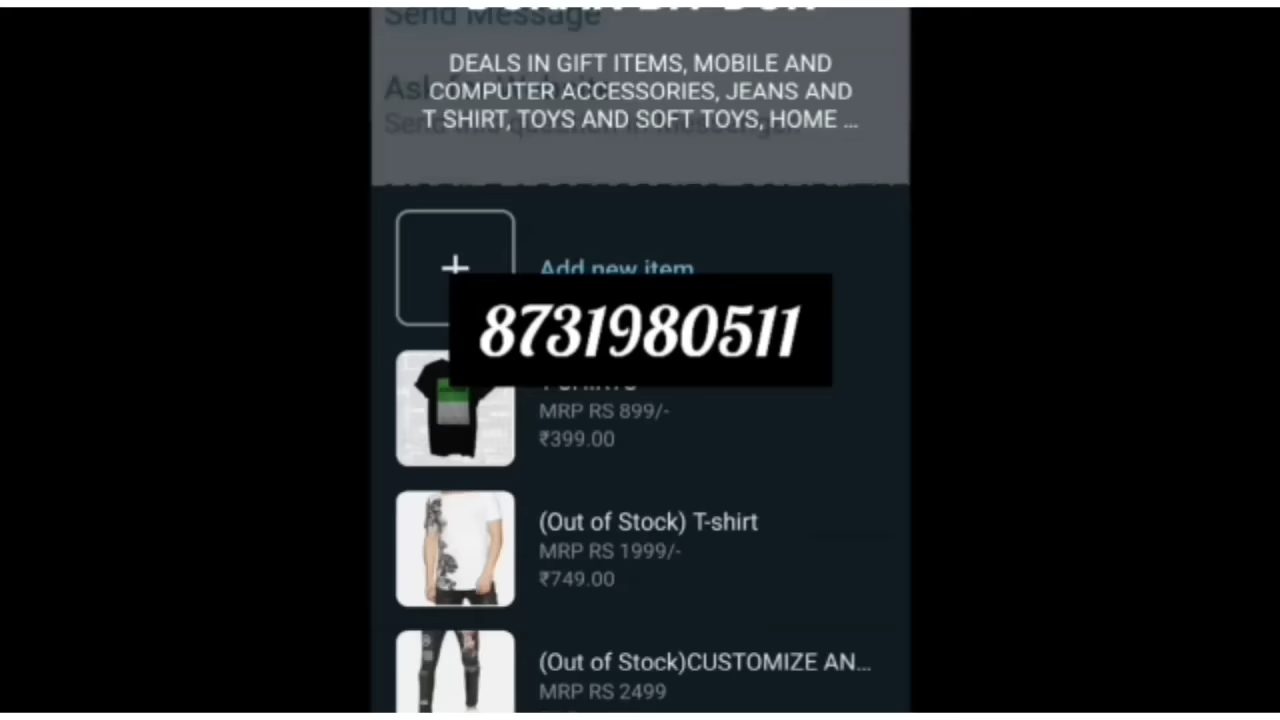 Send Message
DEALS IN GIFT ITEMS, MOBILE AND
COMPUTER ACCESSORIES, JEANS AND
T SHIRT, TOYS AND SOFT TOYS, HOME ...
Add new item
8731980511
MRP RS 899/-
₹399.00
(Out of Stock) T-shirt
MRP RS 1999/-
₹749.00
(Out of Stock)CUSTOMIZE AN...
MRP RS 2499